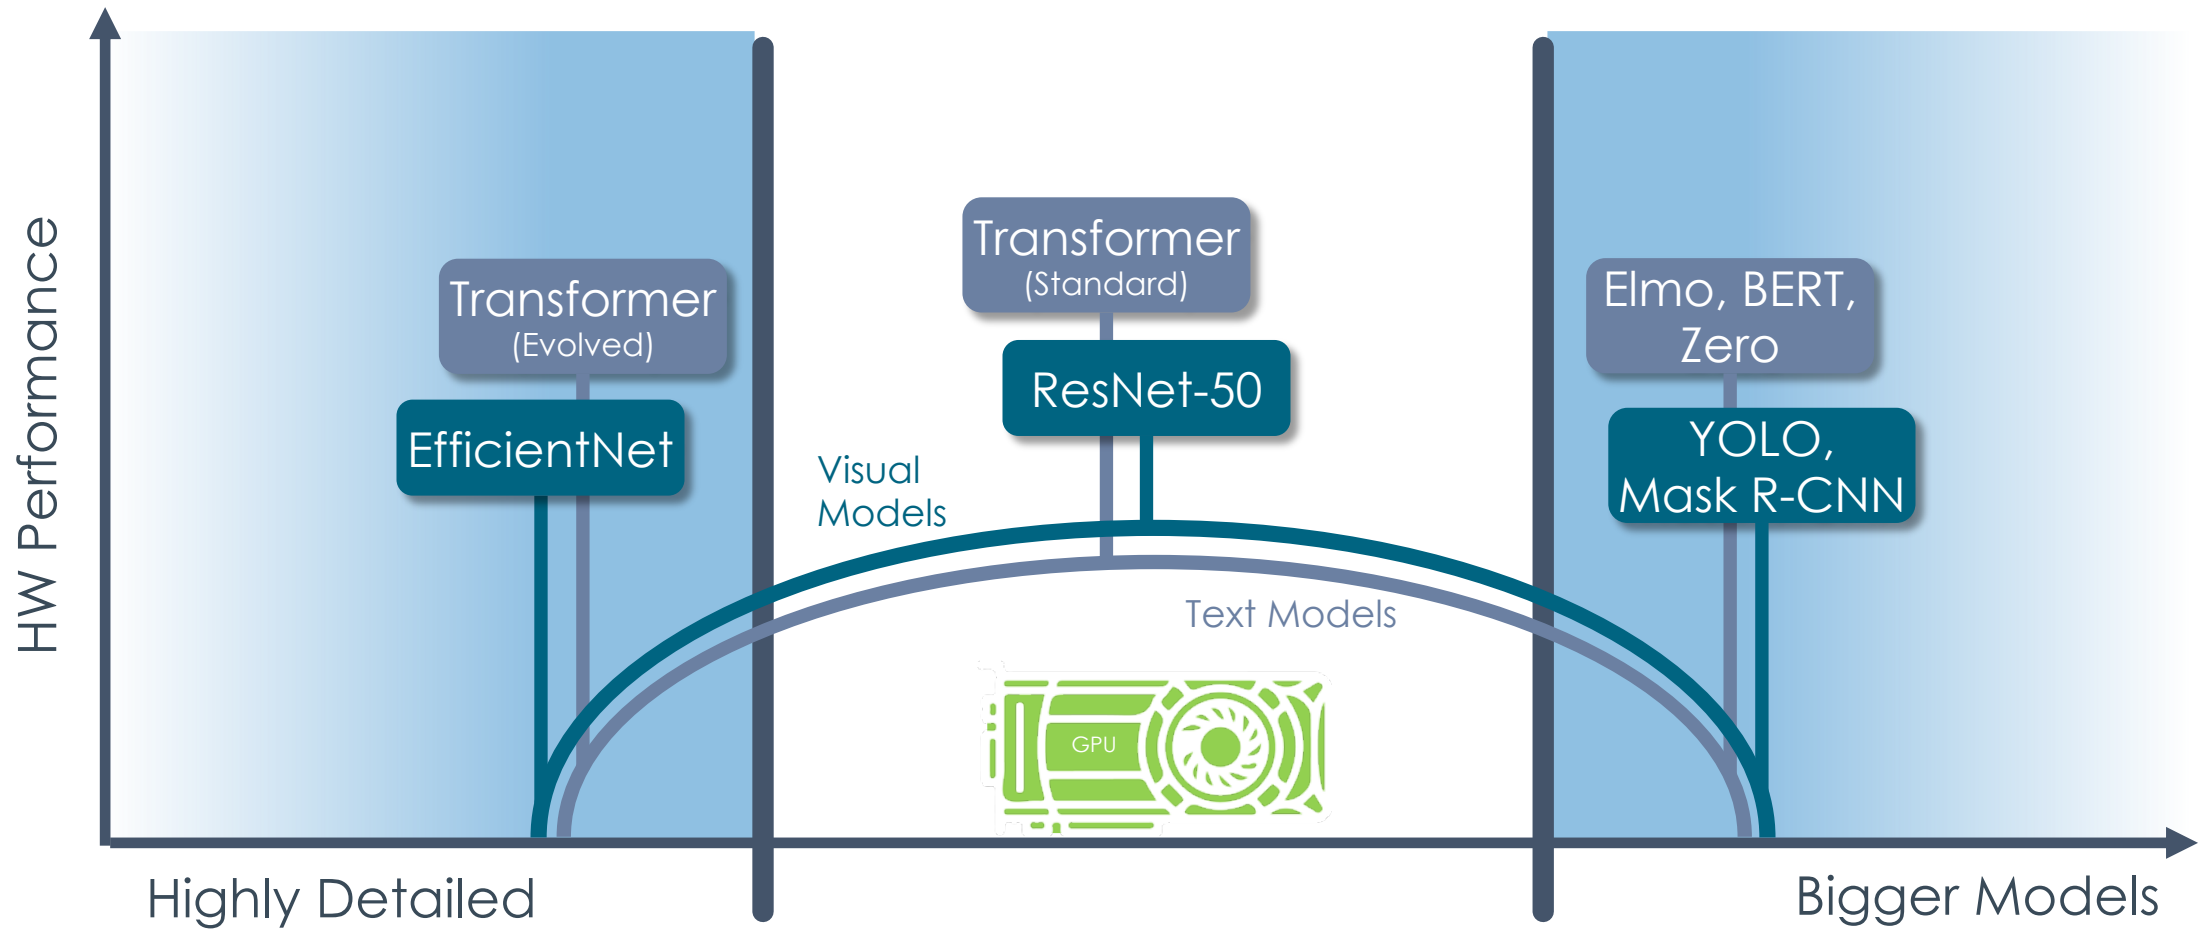 HW Performance
Transformer
(Evolved)
EfficientNet
Transformer
(Standard)
ResNet-50
Elmo, BERT,
Zero
YOLO,
Mask R-CNN
Visual
Models
Text Models
GPU
Highly Detailed
Bigger Models